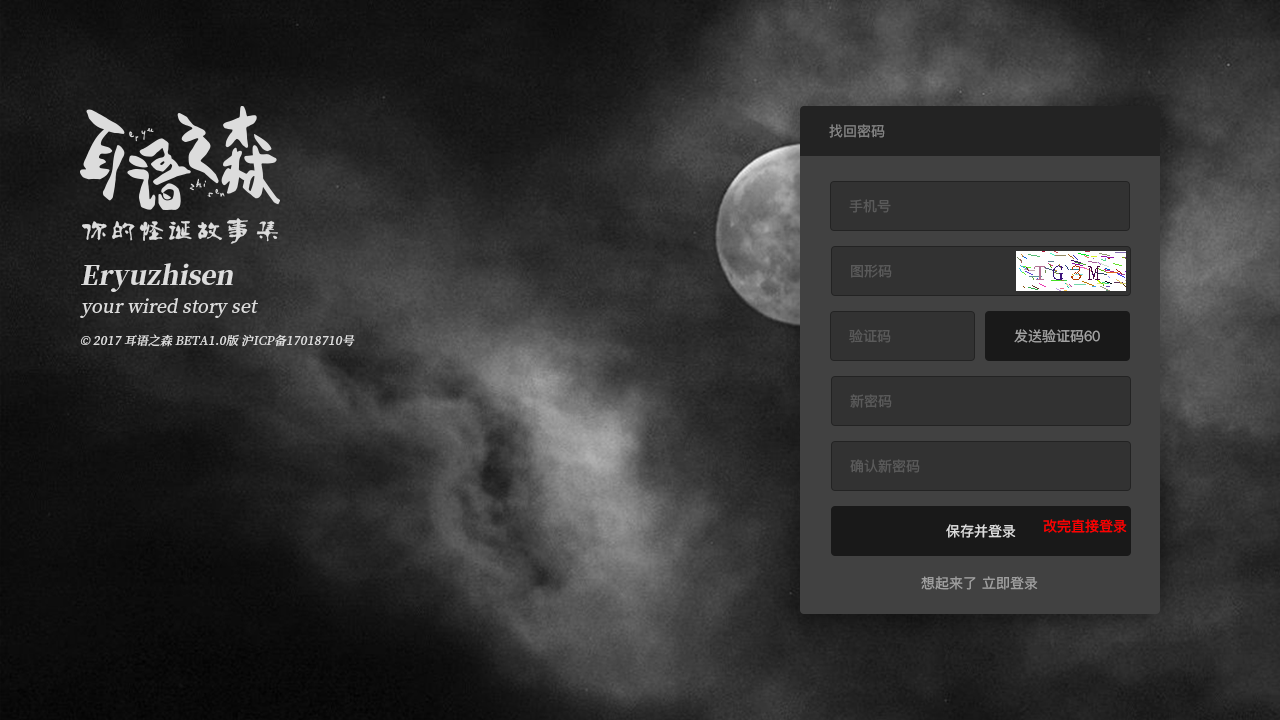 耳语之森
er yu
zhi sen
你的怪诞故事集
Eryuzhisen
your wired story set
© 2017 耳语之森 BETA1.0版 沪ICP备17018710号
找回密码
手机号
图形码
TG3M
验证码
发送验证码60
新密码
确认新密码
保存并登录
改完直接登录
想起来了 立即登录